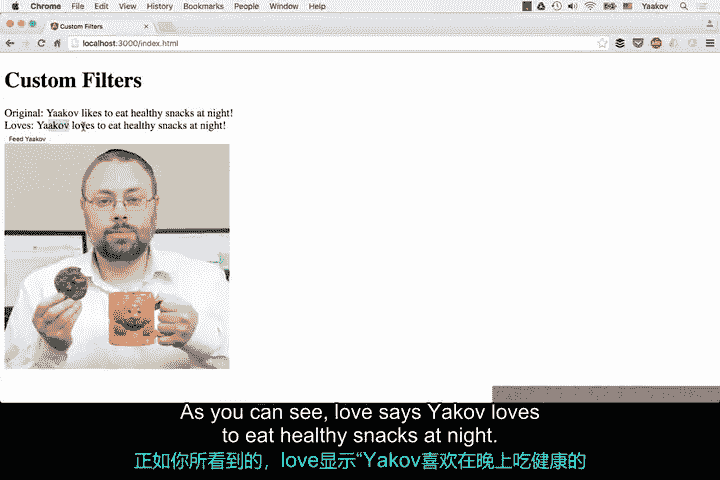 Chrome File Edit View History Bookmarks People Window Help Yaakov
Custom Filters
localhost:3000/index.html
Custom Filters
Original: Yaakov likes to eat healthy snacks at night!
Loves: Yaakov loves to eat healthy snacks at night!
Feed Yaakov
As you can see, love says Yakov loves
to eat healthy snacks at night.
正如你所看到的，love显示“Yakov喜欢在晚上吃健康的